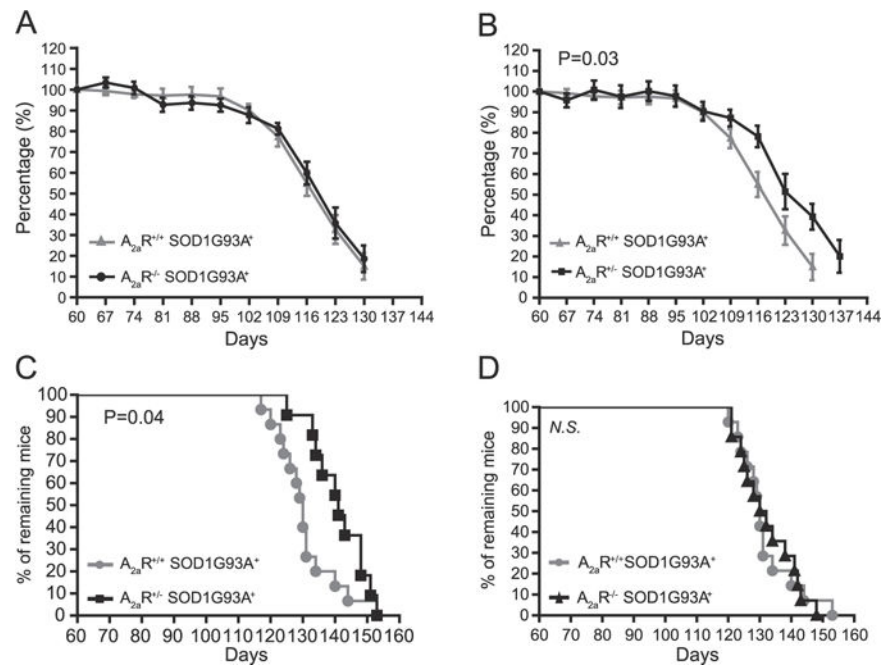 A
120
110
100
90
80
70
60
50
40
30
20
10
0
Percentage (%)
A2aR+/+ SOD1G93A+
A2aR-/- SOD1G93A+
60 67 74 81 88 95 102 109 116 123 130 137 144
Days
B
P=0.03
120
110
100
90
80
70
60
50
40
30
20
10
0
Percentage (%)
A2aR+/+ SOD1G93A+
A2aR+/- SOD1G93A+
60 67 74 81 88 95 102 109 116 123 130 137 144
Days
C
P=0.04
100
90
80
70
60
50
40
30
20
10
0
% of remaining mice
A2aR+/+ SOD1G93A+
A2aR+/- SOD1G93A+
60 70 80 90 100 110 120 130 140 150 160
Days
D
N.S.
100
90
80
70
60
50
40
30
20
10
0
% of remaining mice
A2aR+/+SOD1G93A+
A2aR-/- SOD1G93A+
60 70 80 90 100 110 120 130 140 150 160
Days